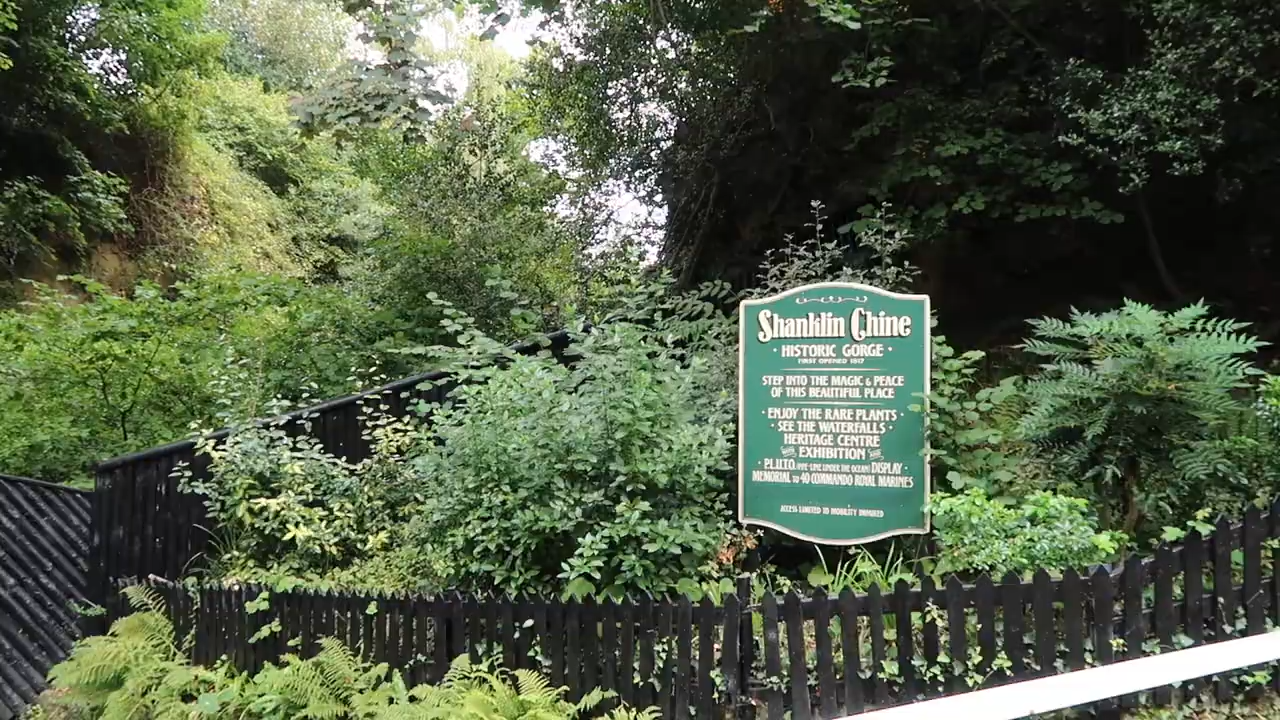 Shanklin Chine
· HISTORIC GORGE ·
FIRST OPENED 1817
STEP INTO THE MAGIC & PEACE
OF THIS BEAUTIFUL PLACE
· ENJOY THE RARE PLANTS ·
· SEE THE WATERFALLS ·
HERITAGE CENTRE
WITH EXHIBITION AND
· P.L.U.T.O. (PIPE-LINE UNDER THE OCEAN) DISPLAY ·
MEMORIAL TO 40 COMMANDO ROYAL MARINES
ACCESS LIMITED TO MOBILITY IMPAIRED